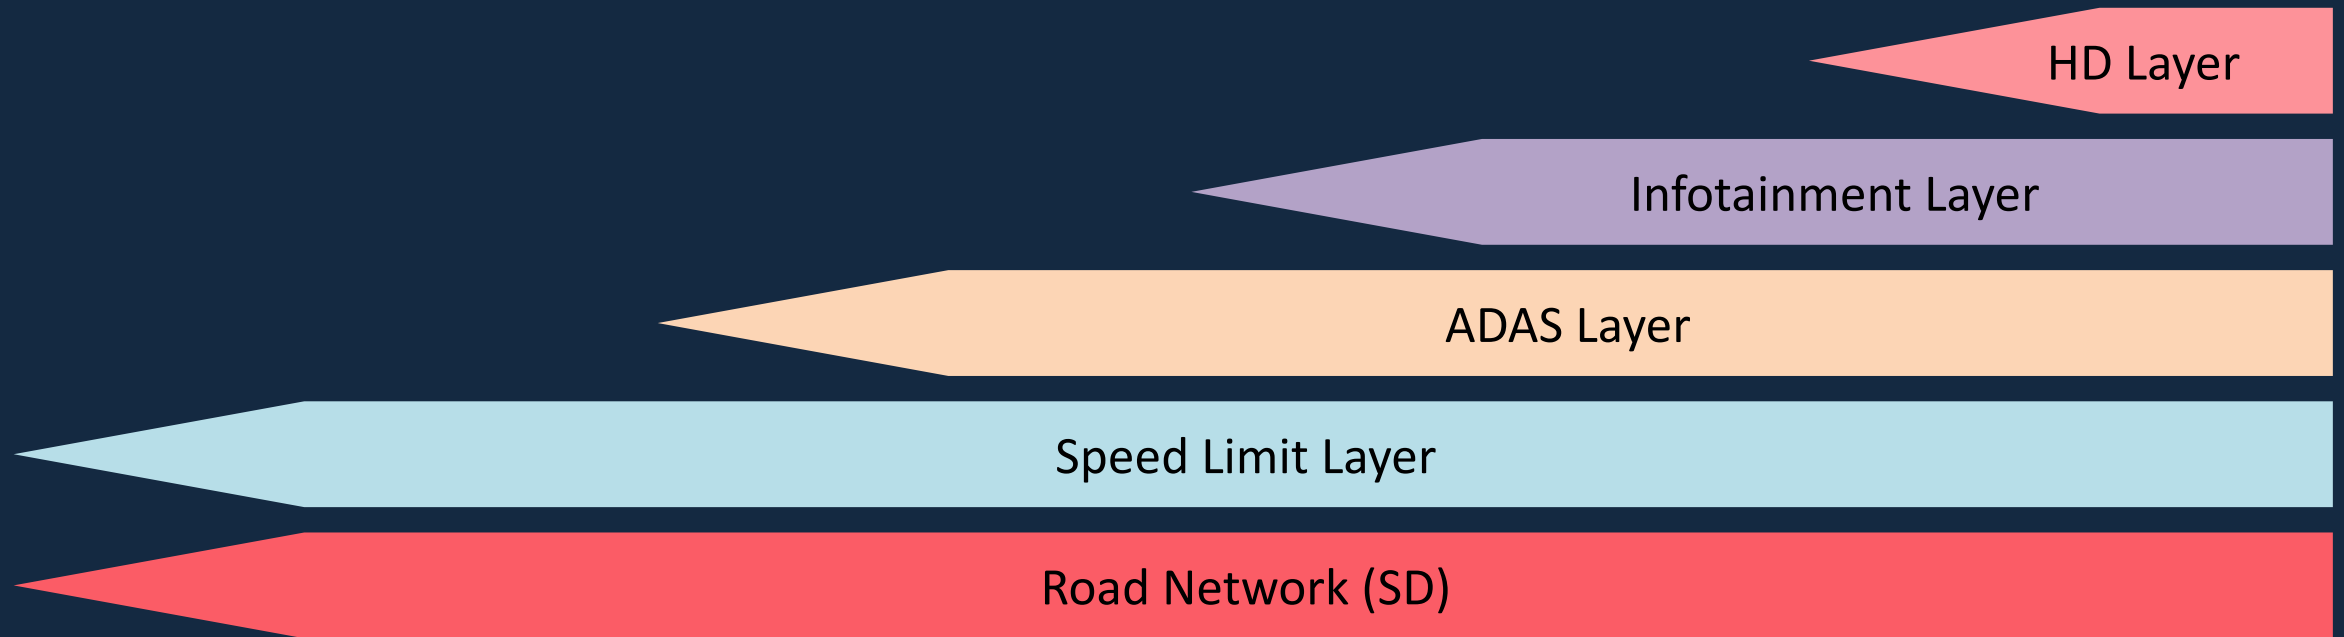 HD Layer
Infotainment Layer
ADAS Layer
Speed Limit Layer
Road Network (SD)